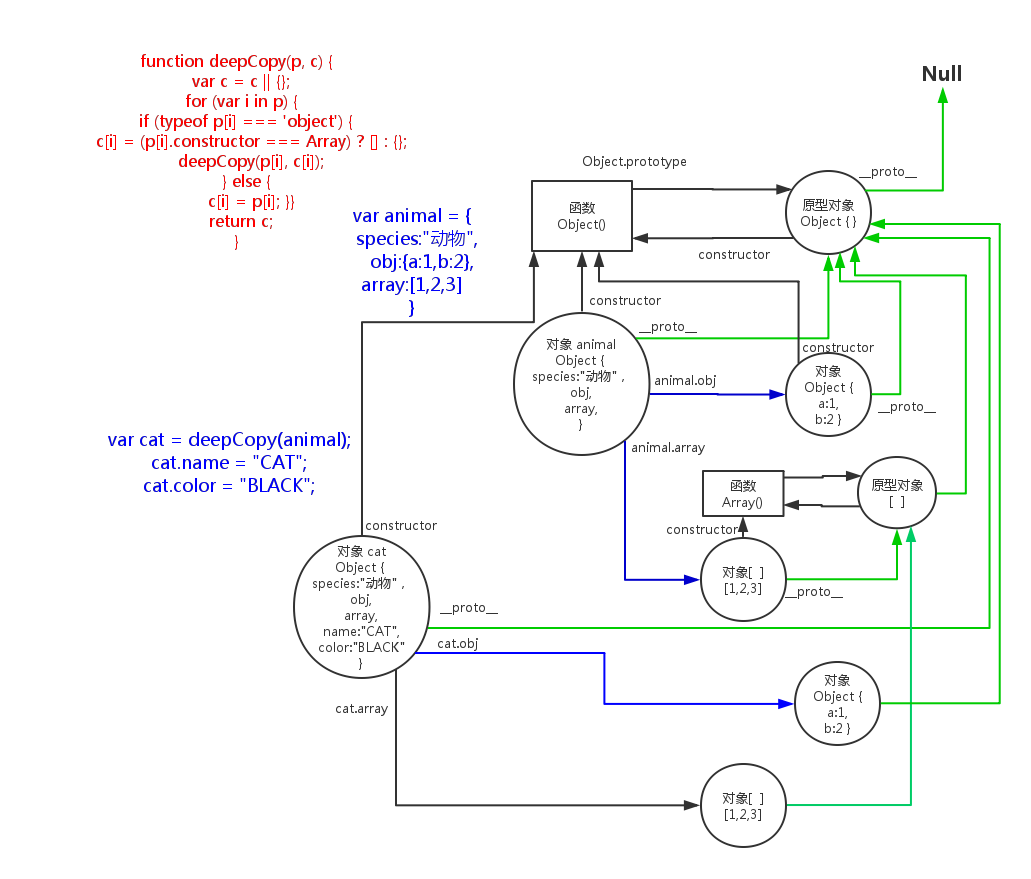 function deepCopy(p, c) {
var c = c || {};
for (var i in p) {
if (typeof p[i] === 'object') {
c[i] = (p[i].constructor === Array) ? [] : {};
deepCopy(p[i], c[i]);
} else {
c[i] = p[i]; }}
return c;
}
var animal = {
species:"动物",
obj:{a:1,b:2},
array:[1,2,3]
}
Null
Object.prototype
__proto__
函数
Object()
原型对象
Object { }
constructor
constructor
__proto__
constructor
对象 animal
Object {
species:"动物" ,
obj,
array,
}
animal.obj
对象
Object {
a:1,
b:2 }
__proto__
animal.array
var cat = deepCopy(animal);
cat.name = "CAT";
cat.color = "BLACK";
函数
Array()
原型对象
[ ]
constructor
constructor
对象[ ]
[1,2,3]
__proto__
对象 cat
Object {
species:"动物" ,
obj,
array,
name:"CAT",
color:"BLACK"
}
__proto__
cat.obj
cat.array
对象
Object {
a:1,
b:2 }
对象[ ]
[1,2,3]